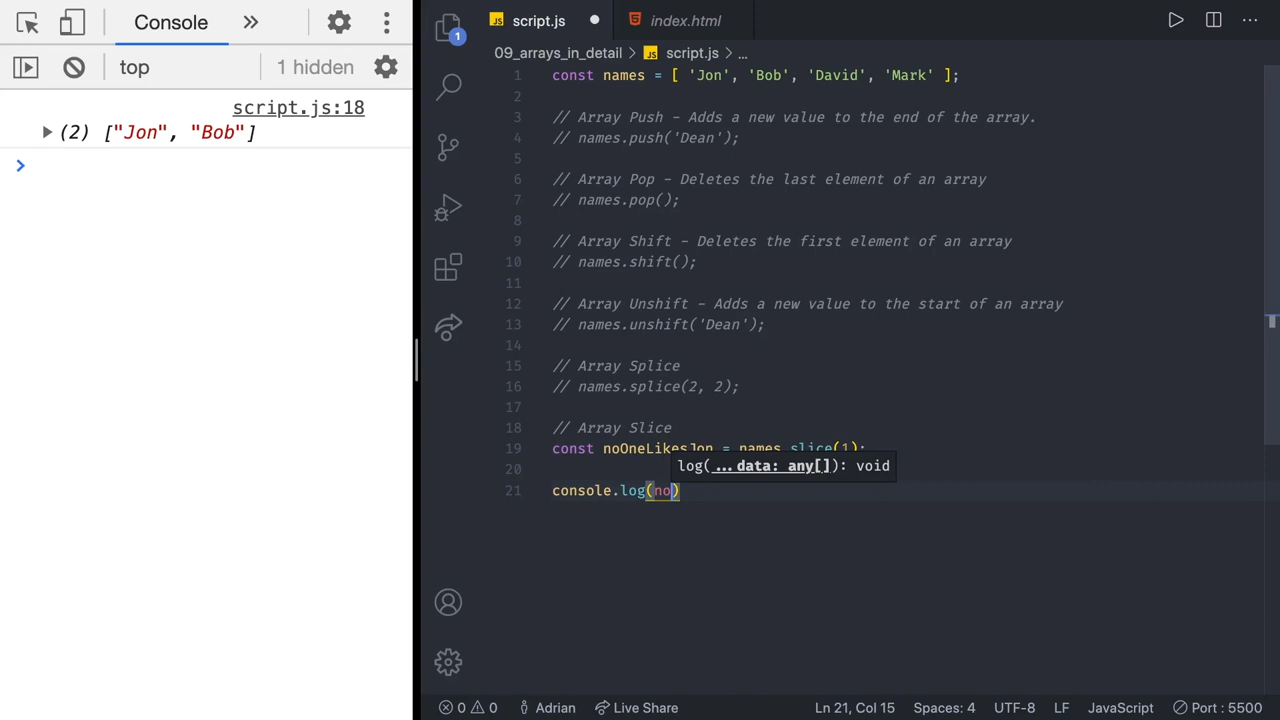 Console
top
1 hidden
script.js:18
(2) ["Jon", "Bob"]
1
JS script.js
index.html
09_arrays_in_detail > JS script.js > ...
1 const names = [ 'Jon', 'Bob', 'David', 'Mark' ];
2
3 // Array Push - Adds a new value to the end of the array.
4 // names.push('Dean');
5
6 // Array Pop - Deletes the last element of an array
7 // names.pop();
8
9 // Array Shift - Deletes the first element of an array
10 // names.shift();
11
12 // Array Unshift - Adds a new value to the start of an array
13 // names.unshift('Dean');
14
15 // Array Splice
16 // names.splice(2, 2);
17
18 // Array Slice
19 const noOneLikesJon = names.slice(1);
log(...data: any[]): void
20
21 console.log(no)
0 0 Adrian Live Share Ln 21, Col 15 Spaces: 4 UTF-8 LF JavaScript Port : 5500